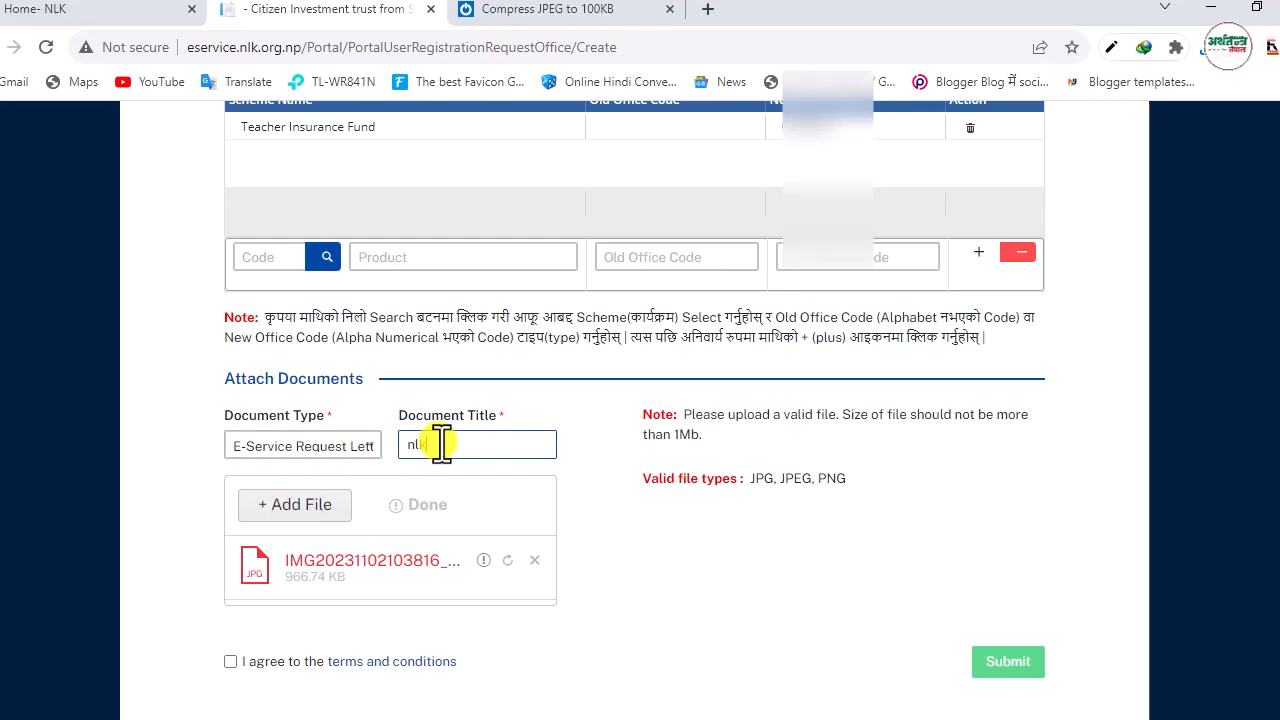 Home- NLK
- Citizen Investment trust from
Compress JPEG to 100KB
Not secure eservice.nlk.org.np/Portal/PortalUserRegistrationRequestOffice/Create
अर्थतन्त्र
नेपाल
Gmail Maps YouTube Translate TL-WR841N The best Favicon G... Online Hindi Conve... News / G... Blogger Blog में soci... Blogger templates...
Scheme Name Old Office Code Action
Teacher Insurance Fund
Code Product Old Office Code de
Note: कृपया माथिको निलो Search बटनमा क्लिक गरी आफू आबद्द Scheme(कार्यक्रम) Select गर्नुहोस् र Old Office Code (Alphabet नभएको Code) वा
New Office Code (Alpha Numerical भएको Code) टाइप(type) गर्नुहोस् | त्यस पछि अनिवार्य रुपमा माथिको + (plus) आइकनमा क्लिक गर्नुहोस् |
Attach Documents
Document Type * Document Title *
E-Service Request Lett nlk
Note: Please upload a valid file. Size of file should not be more
than 1Mb.
Valid file types : JPG, JPEG, PNG
+ Add File Done
JPG IMG20231102103816_...
966.74 KB
I agree to the terms and conditions
Submit